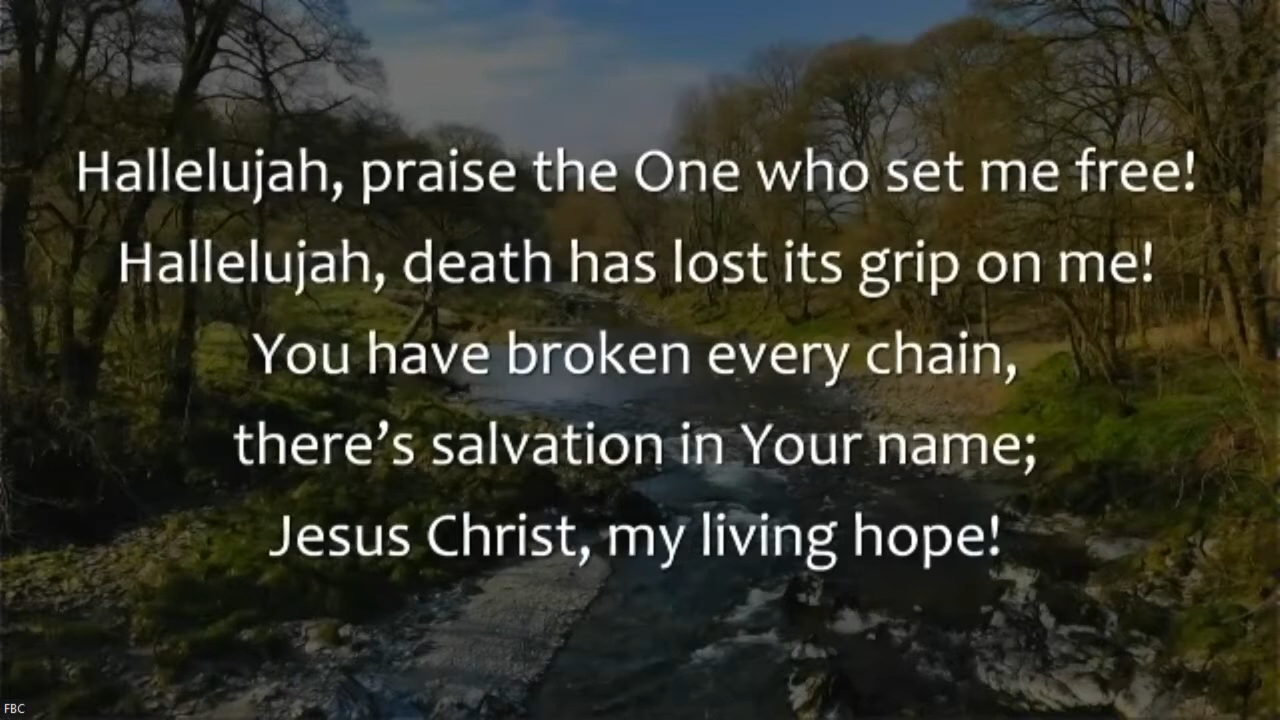 Hallelujah, praise the One who set me free!
Hallelujah, death has lost its grip on me!
You have broken every chain,
there’s salvation in Your name;
Jesus Christ, my living hope!
FBC